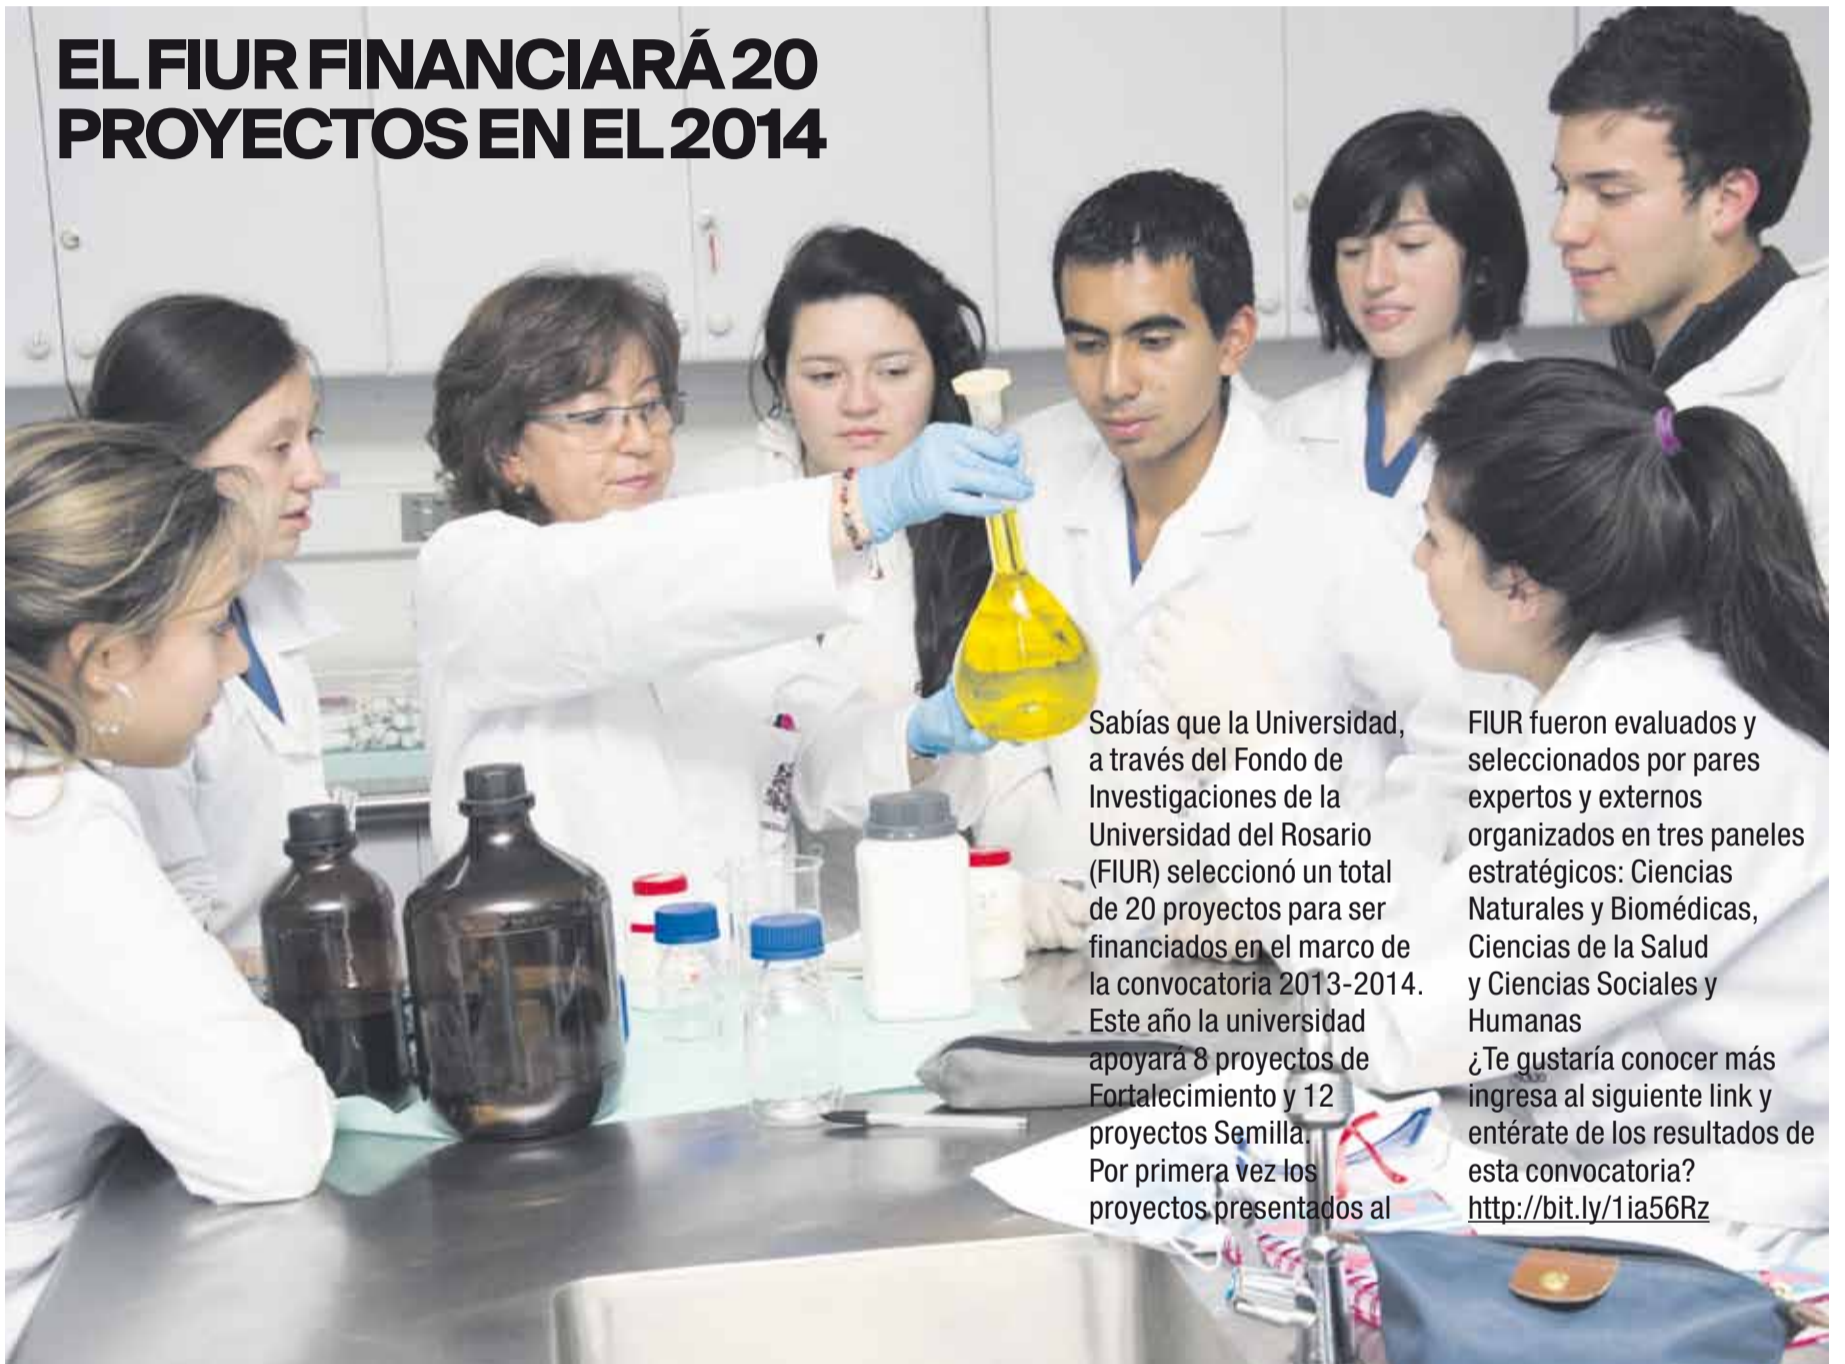 EL FIUR FINANCIARÁ 20
PROYECTOS EN EL 2014
Sabías que la Universidad,
a través del Fondo de
Investigaciones de la
Universidad del Rosario
(FIUR) seleccionó un total
de 20 proyectos para ser
financiados en el marco de
la convocatoria 2013-2014.
Este año la universidad
apoyará 8 proyectos de
Fortalecimiento y 12
proyectos Semilla.
Por primera vez los
proyectos presentados al
FIUR fueron evaluados y
seleccionados por pares
expertos y externos
organizados en tres paneles
estratégicos: Ciencias
Naturales y Biomédicas,
Ciencias de la Salud
y Ciencias Sociales y
Humanas
¿Te gustaría conocer más
ingresa al siguiente link y
entérate de los resultados de
esta convocatoria?
http://bit.ly/1ia56Rz